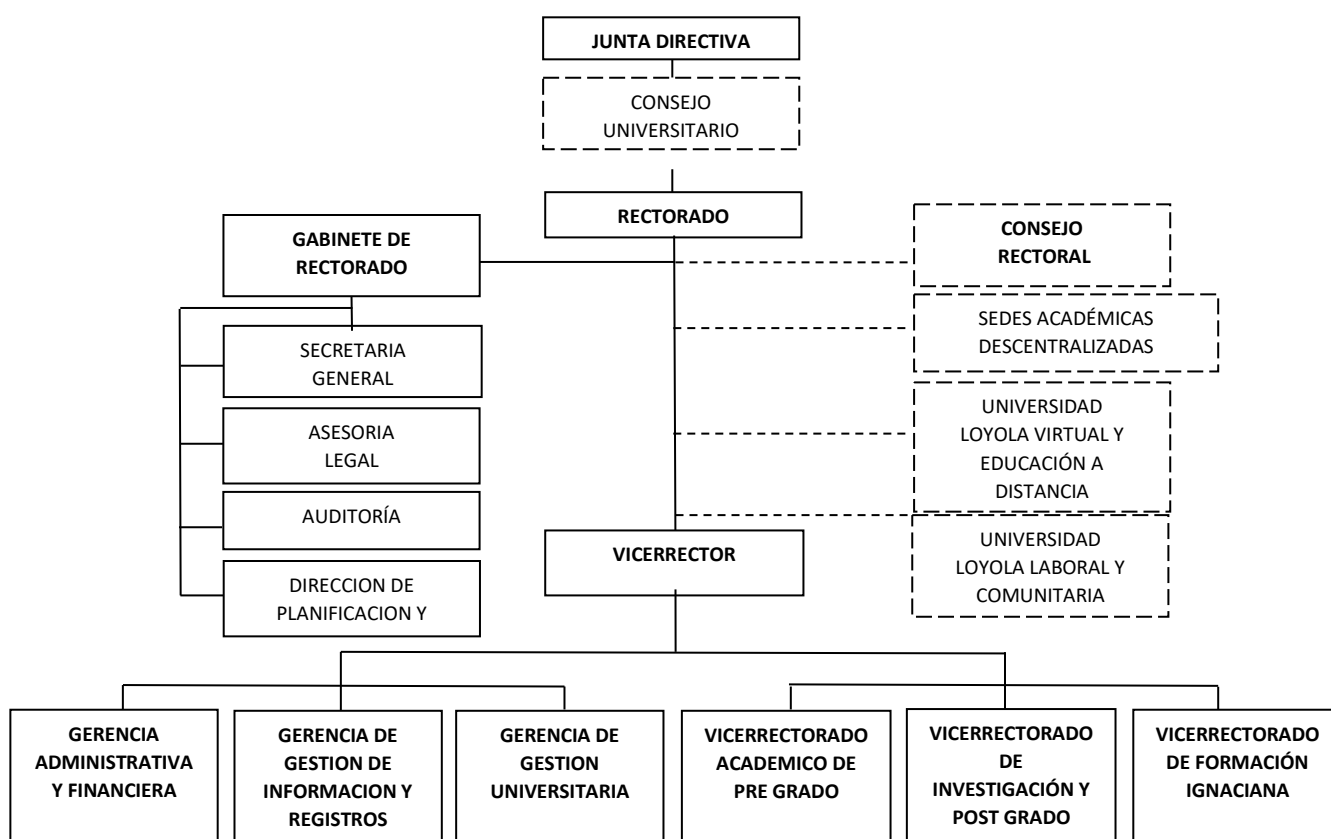 JUNTA DIRECTIVA
CONSEJO
UNIVERSITARIO
RECTORADO
GABINETE DE
RECTORADO
CONSEJO
RECTORAL
SECRETARIA
GENERAL
SEDES ACADÉMICAS
DESCENTRALIZADAS
ASESORIA
LEGAL
UNIVERSIDAD
LOYOLA VIRTUAL Y
EDUCACIÓN A
DISTANCIA
AUDITORÍA
VICERRECTOR
UNIVERSIDAD
LOYOLA LABORAL Y
COMUNITARIA
DIRECCION DE
PLANIFICACION Y
GERENCIA
ADMINISTRATIVA
Y FINANCIERA
GERENCIA DE
GESTION DE
INFORMACION Y
REGISTROS
GERENCIA DE
GESTION
UNIVERSITARIA
VICERRECTORADO
ACADEMICO DE
PRE GRADO
VICERRECTORADO
DE
INVESTIGACIÓN Y
POST GRADO
VICERRECTORADO
DE FORMACIÓN
IGNACIANA